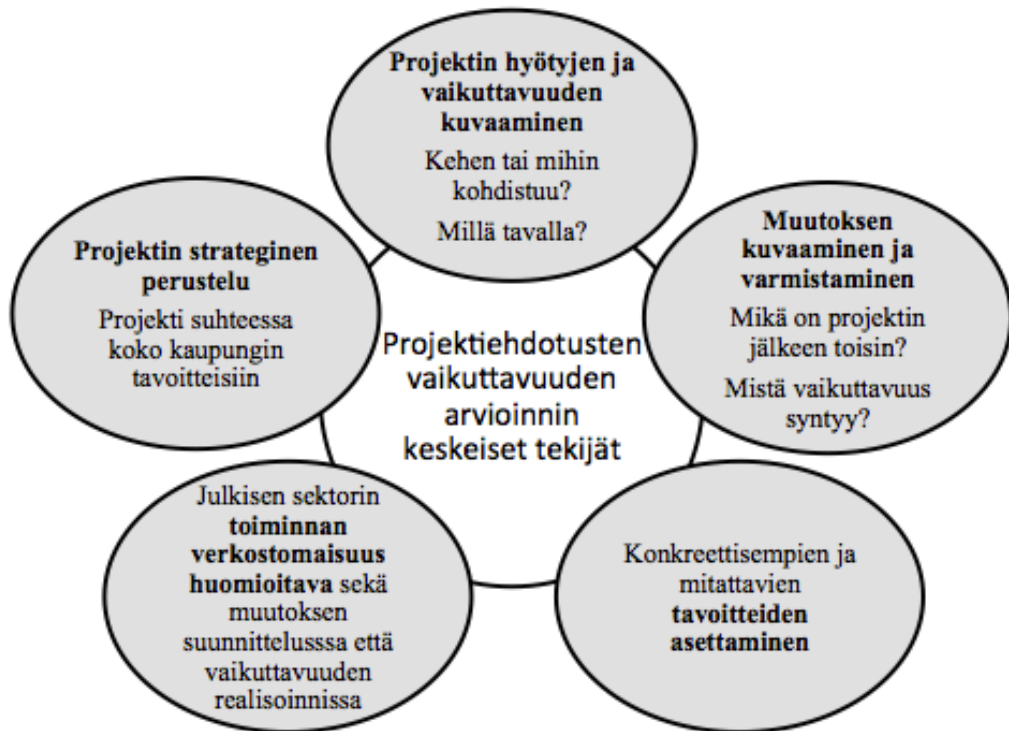 Projektin hyötyjen ja
vaikuttavuuden
kuvaaminen
Kehen tai mihin
kohdistuu?
Millä tavalla?
Muutoksen
kuvaaminen ja
varmistaminen
Mikä on projektin
jälkeen toisin?
Mistä vaikuttavuus
syntyy?
Konkreettisempien ja
mitattavien
tavoitteiden
asettaminen
Julkisen sektorin
toiminnan
verkostomaisuus
huomioitava sekä
muutoksen
suunnittelusssa että
vaikuttavuuden
realisoinnissa
Projektin strateginen
perustelu
Projekti suhteessa
koko kaupungin
tavoitteisiin
Projektiehdotusten
vaikuttavuuden
arvioinnin
keskeiset tekijät